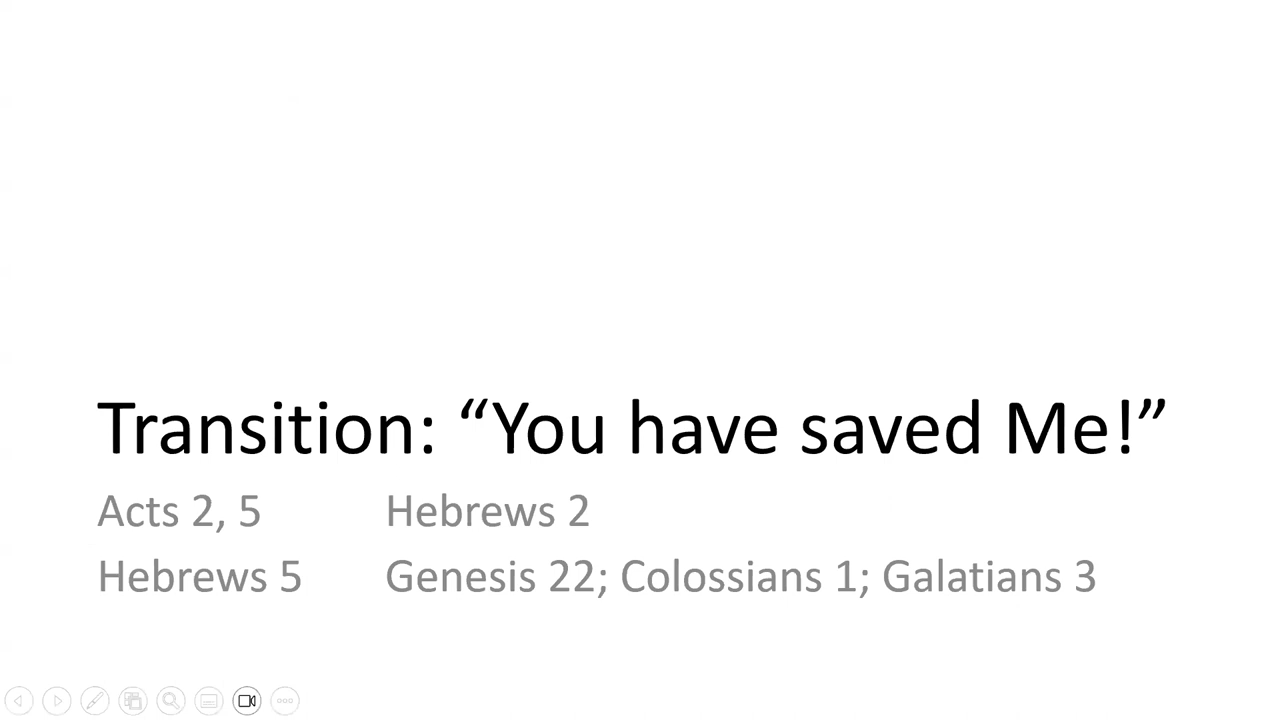 Transition: “You have saved Me!”
Acts 2, 5 Hebrews 2
Hebrews 5 Genesis 22; Colossians 1; Galatians 3